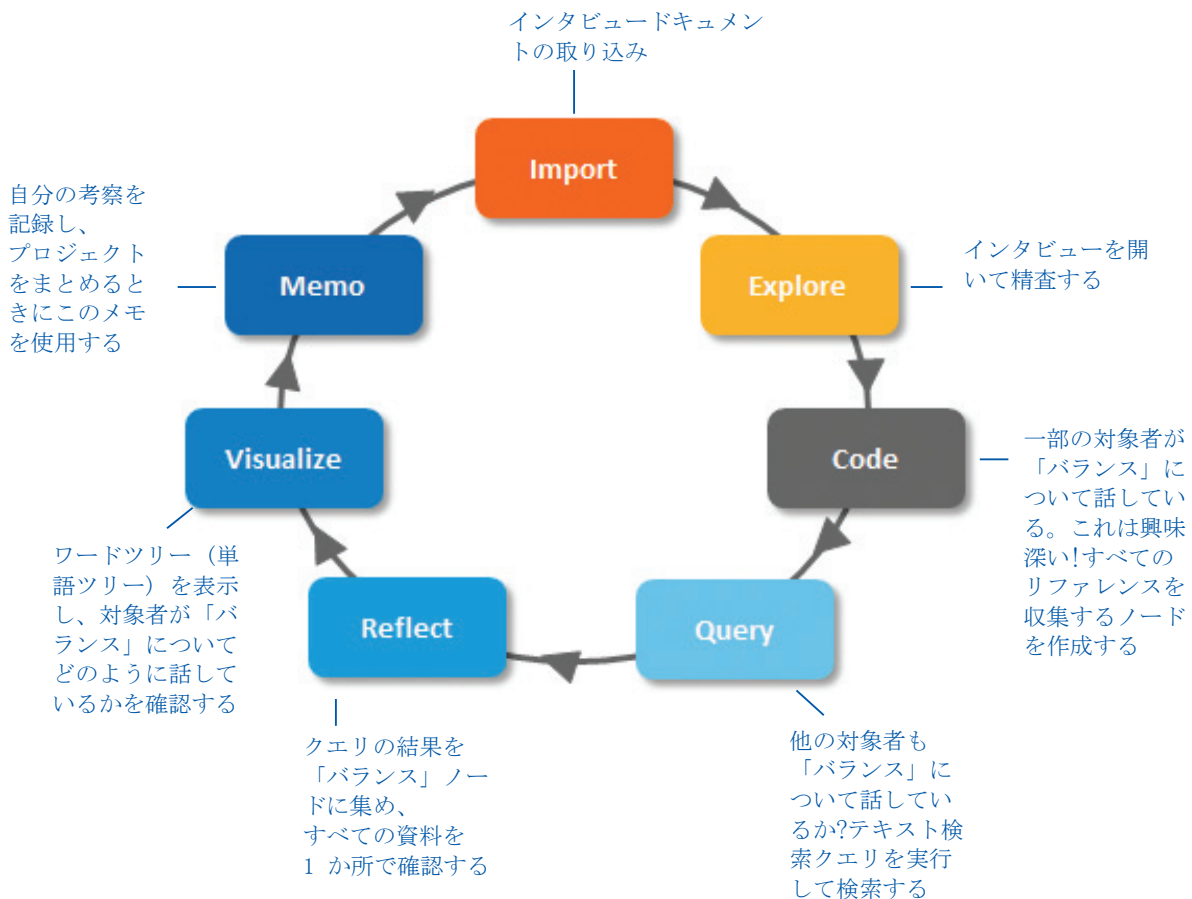 インタビュードキュメン
トの取り込み
Import
自分の考察を
記録し、
プロジェクト
をまとめると
きにこのメモ
を使用する
Memo
Explore
インタビューを開
いて精査する
Visualize
Code
一部の対象者が
「バランス」に
ついて話してい
る。これは興味
深い!すべての
リファレンスを
収集するノード
を作成する
ワードツリー（単
語ツリー）を表示
し、対象者が「バ
ランス」について
どのように話して
いるかを確認する
Reflect
Query
クエリの結果を
「バランス」ノー
ドに集め、
すべての資料を
1 か所で確認する
他の対象者も
「バランス」に
ついて話してい
るか?テキスト検
索クエリを実行
して検索する